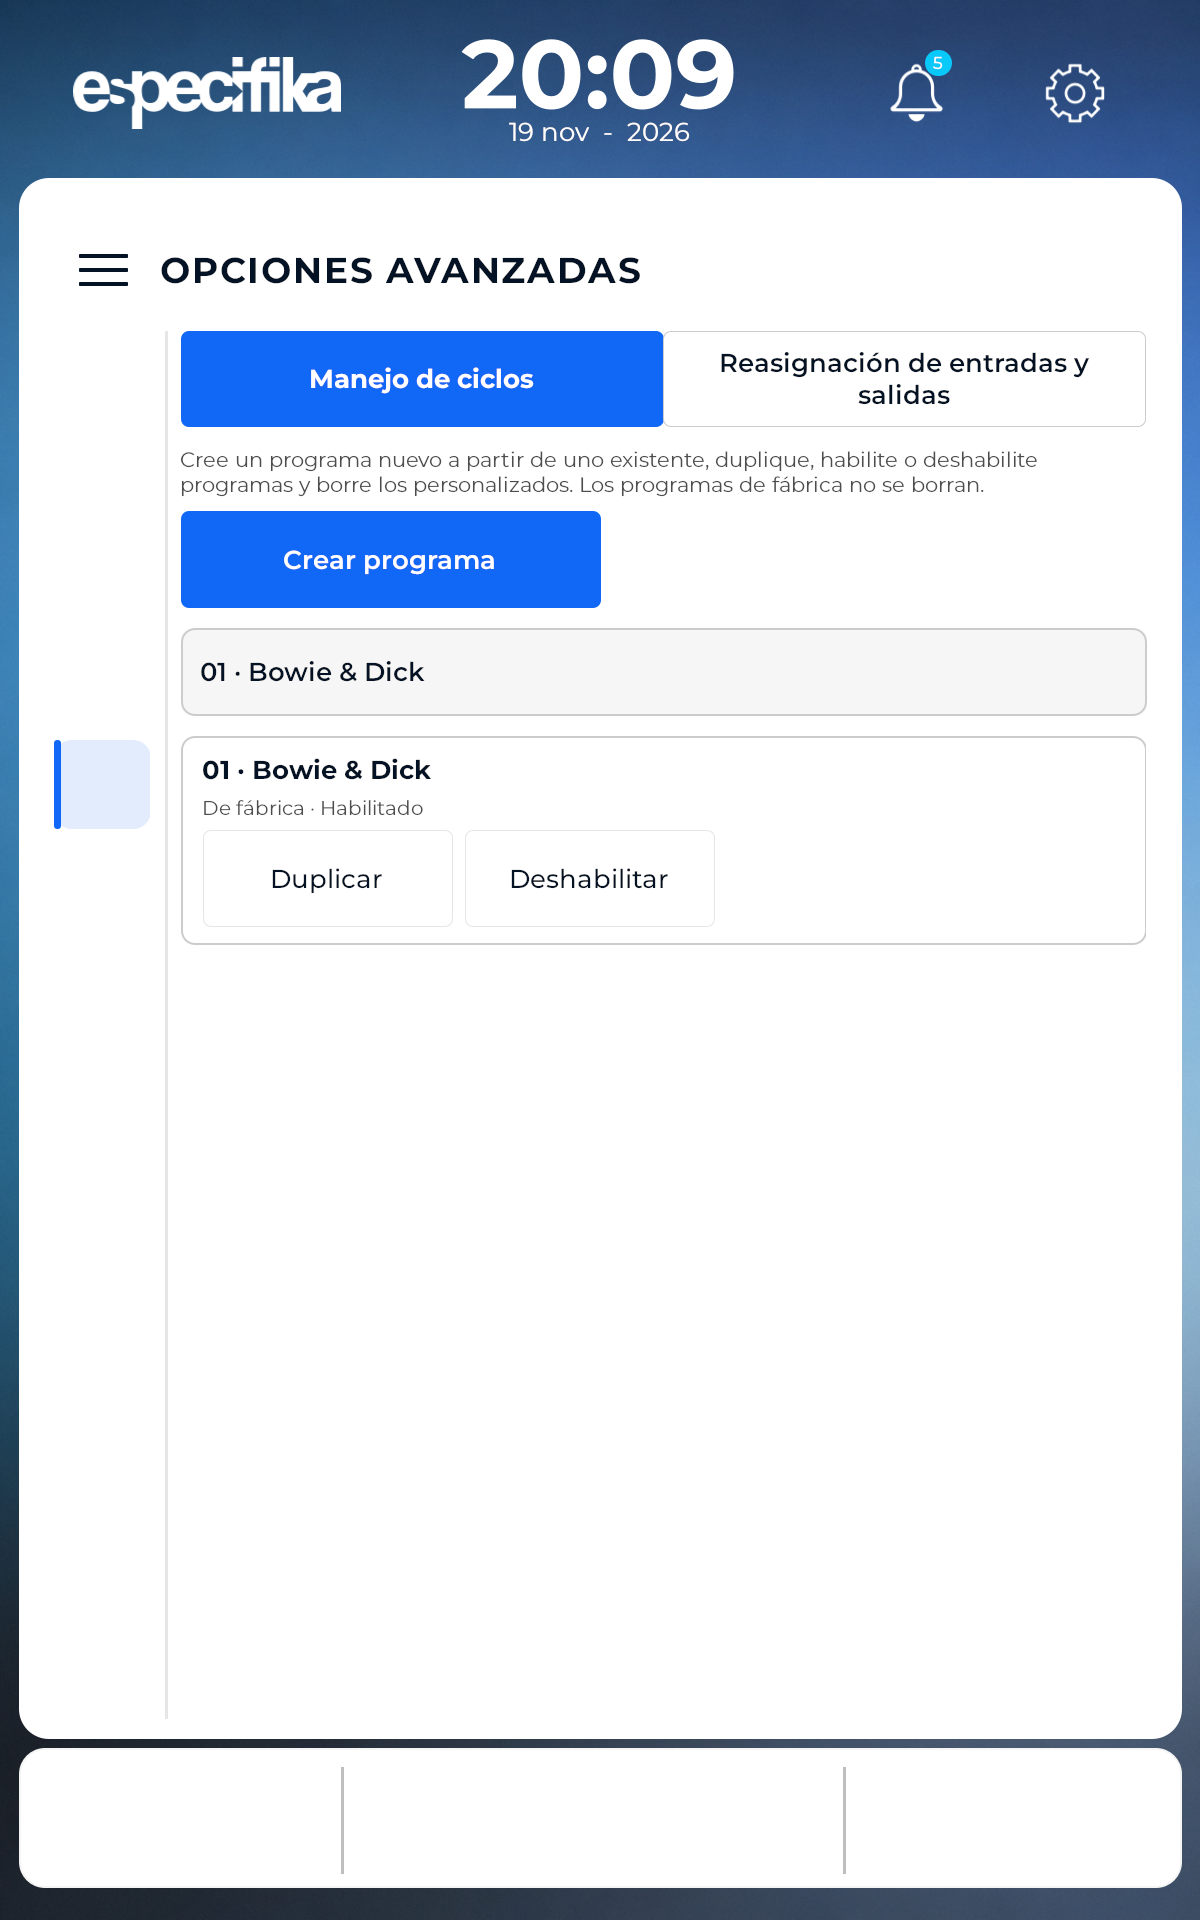 especifika
20:09
5
19 nov - 2026
OPCIONES AVANZADAS
Manejo de ciclos
Reasignación de entradas y
salidas
Cree un programa nuevo a partir de uno existente, duplique, habilite o deshabilite
programas y borre los personalizados. Los programas de fábrica no se borran.
Crear programa
01 · Bowie & Dick
01 · Bowie & Dick
De fábrica · Habilitado
Duplicar
Deshabilitar